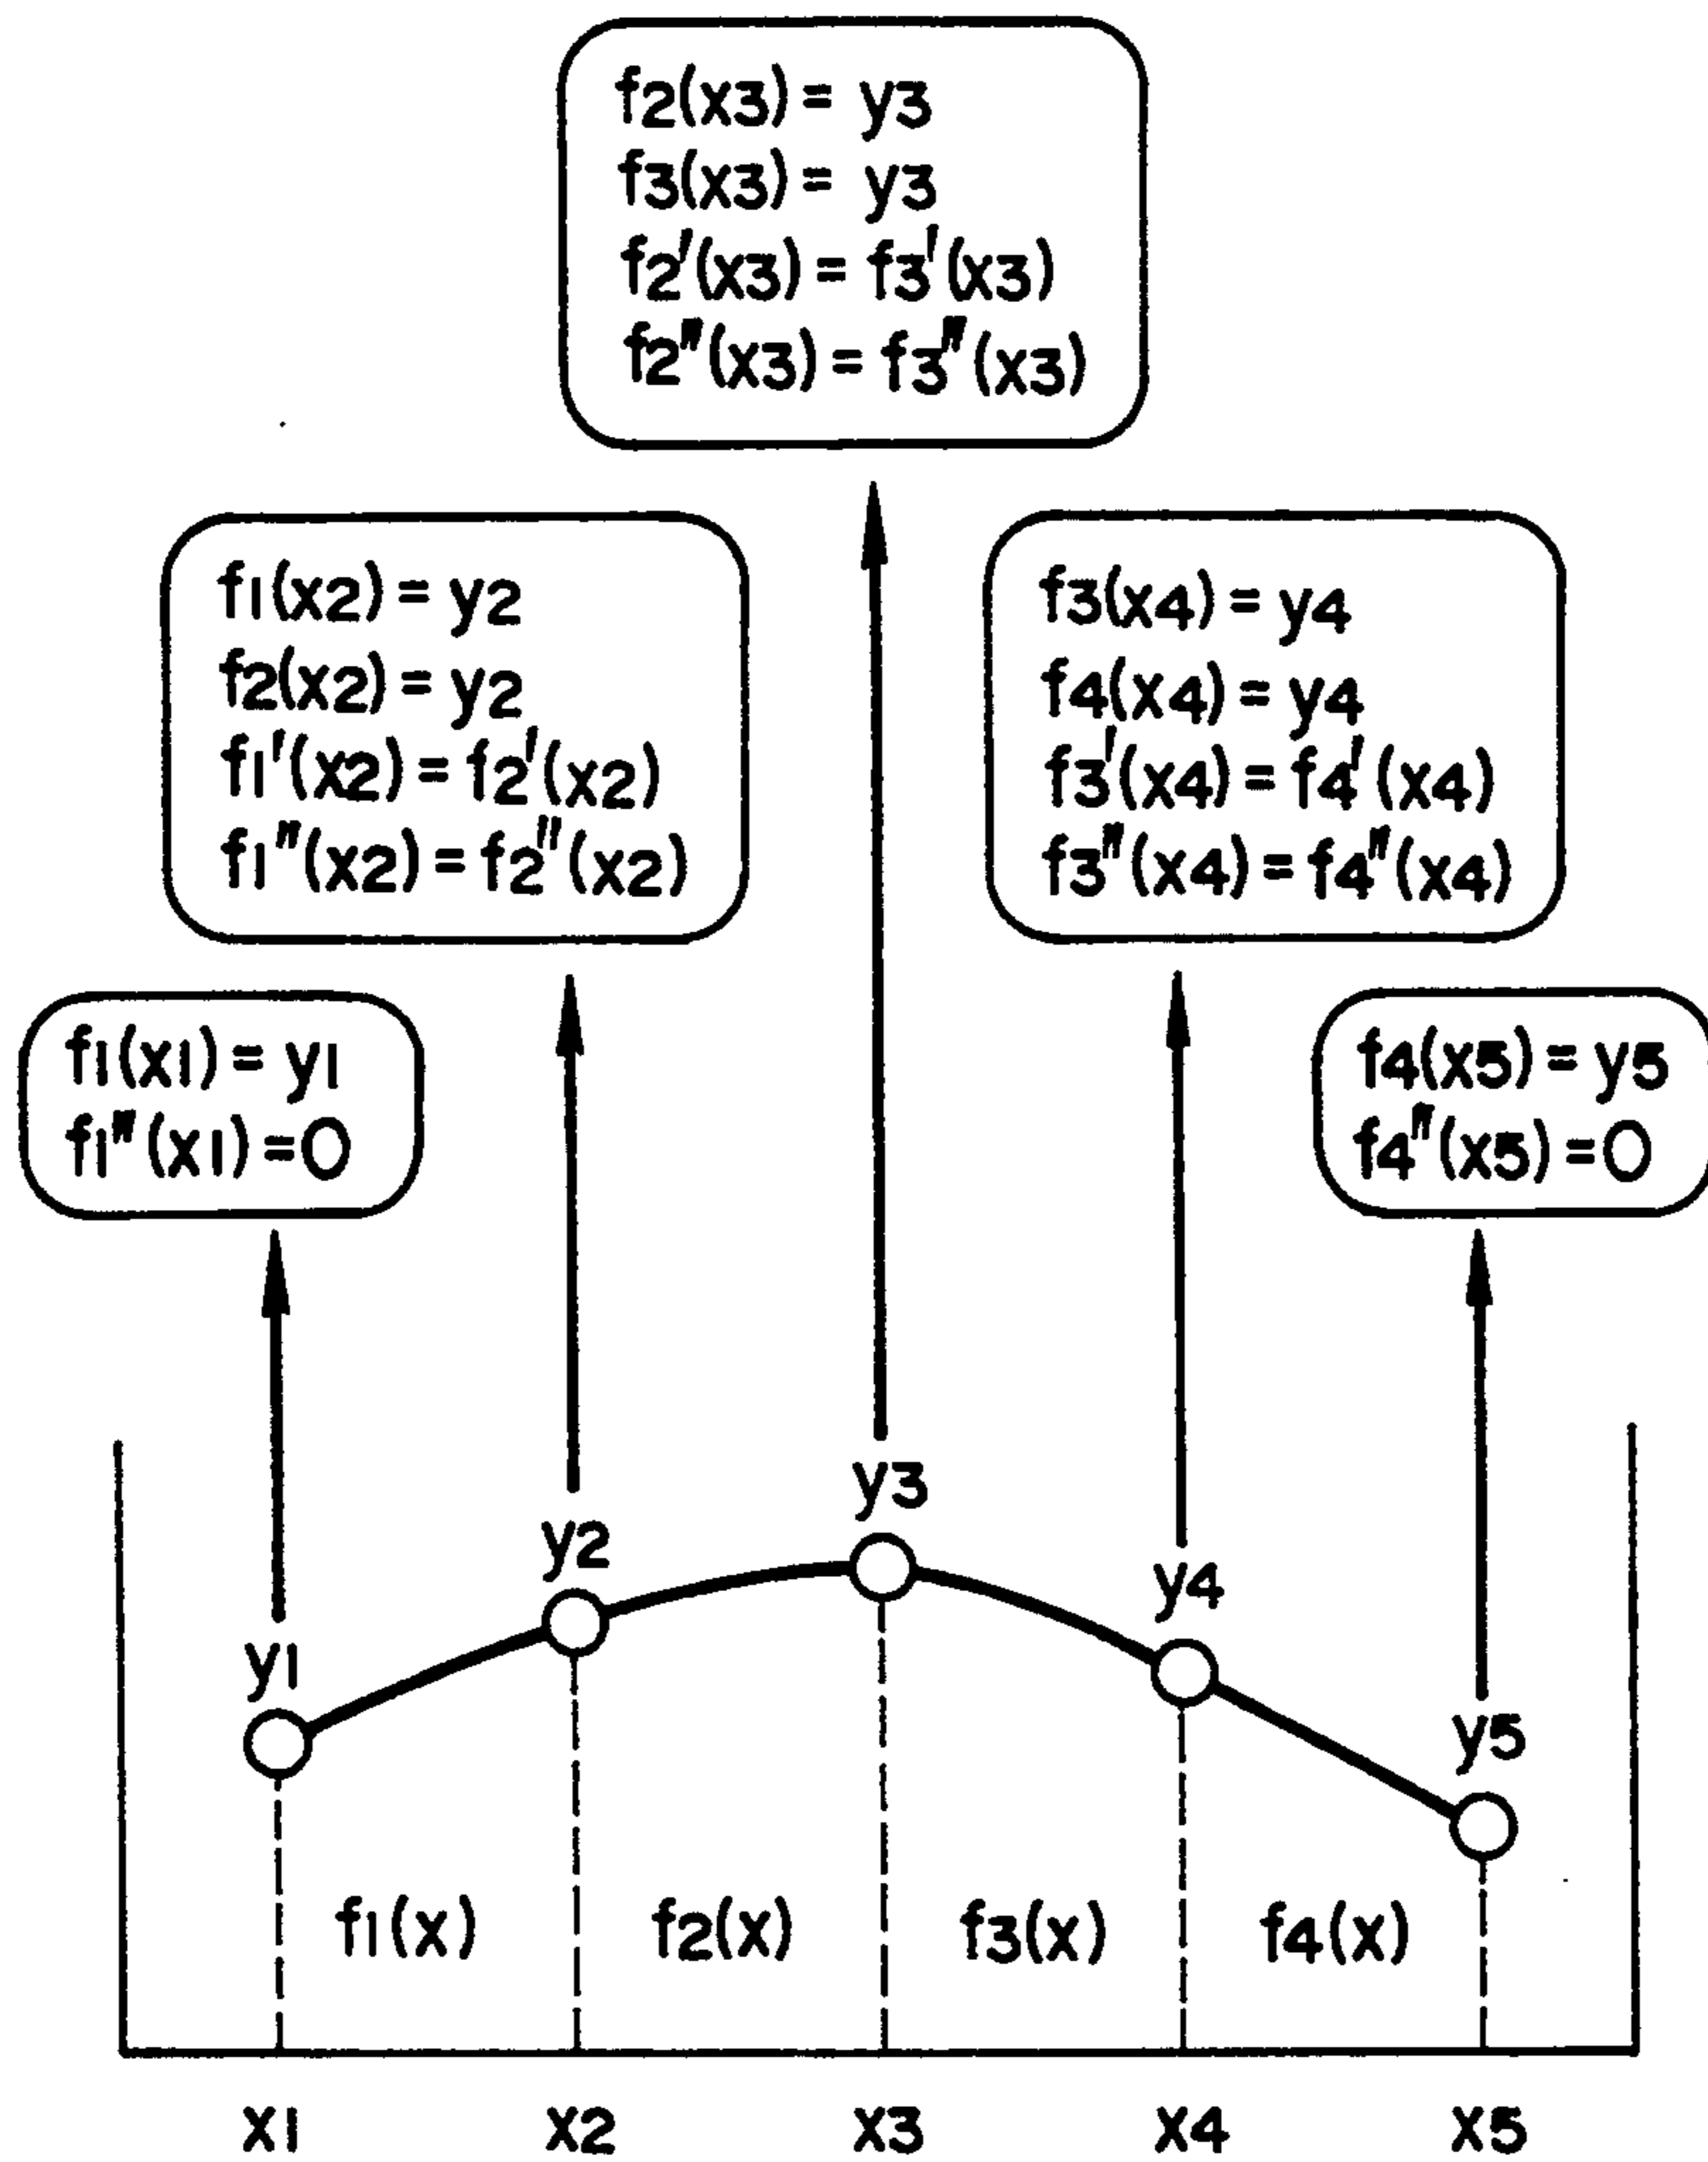 f2(x3) = y3
f3(x3) = y3
f2'(x3) = f3'(x3)
f2"(x3) = f3"(x3)
f1(x2) = y2
f2(x2) = y2
f1'(x2) = f2'(x2)
f1"(x2) = f2"(x2)
f3(x4) = y4
f4(x4) = y4
f3'(x4) = f4'(x4)
f3"(x4) = f4"(x4)
f1(x1) = y1
f1"(x1) = 0
f4(x5) = y5
f4"(x5) = 0
y1
y2
y3
y4
y5
f1(x)
f2(x)
f3(x)
f4(x)
x1
x2
x3
x4
x5